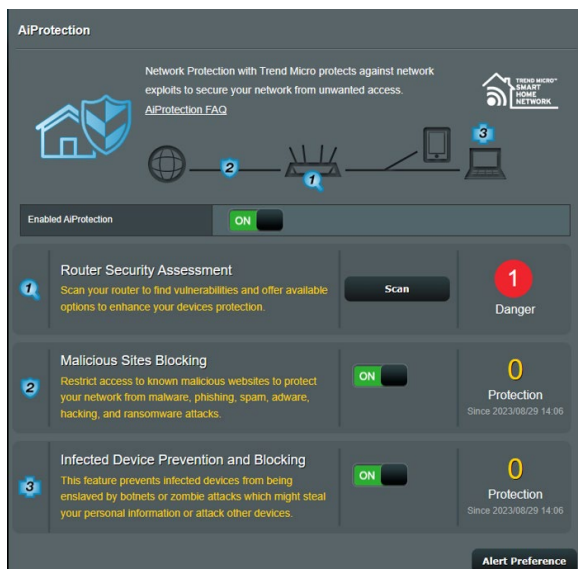 AiProtection
Network Protection with Trend Micro protects against network
exploits to secure your network from unwanted access.
AiProtection FAQ
TREND MICRO™
SMART
HOME
NETWORK
3
2
1
Enabled AiProtection
ON
1
Router Security Assessment
Scan your router to find vulnerabilities and offer available
options to enhance your devices protection.
Scan
1
Danger
2
Malicious Sites Blocking
Restrict access to known malicious websites to protect
your network from malware, phishing, spam, adware,
hacking, and ransomware attacks.
ON
0
Protection
Since 2023/08/29 14:06
3
Infected Device Prevention and Blocking
This feature prevents infected devices from being
enslaved by botnets or zombie attacks which might steal
your personal information or attack other devices.
ON
0
Protection
Since 2023/08/29 14:06
Alert Preference